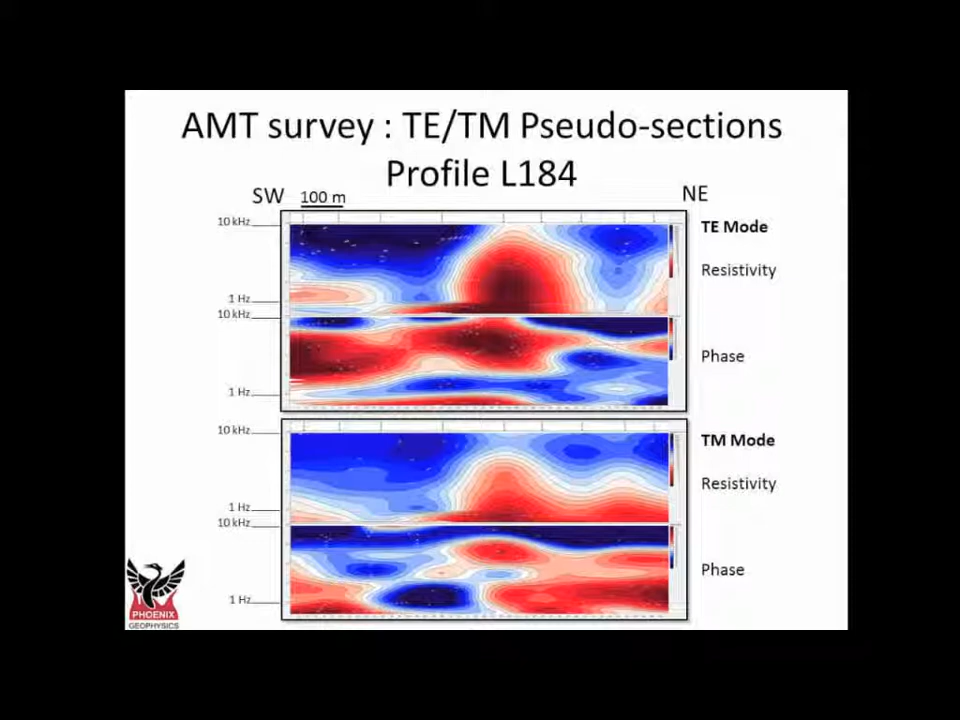 AMT survey : TE/TM Pseudo-sections
Profile L184
SW 100 m NE
10 kHz
TE Mode
Resistivity
1 Hz
10 kHz
Phase
1 Hz
10 kHz
TM Mode
Resistivity
1 Hz
10 kHz
Phase
1 Hz
PHOENIX
GEOPHYSICS